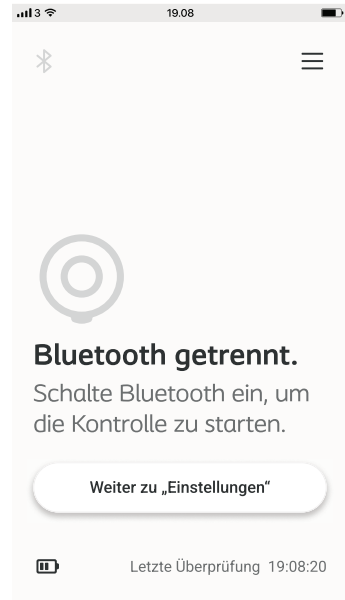 3 19.08
Bluetooth getrennt.
Schalte Bluetooth ein, um
die Kontrolle zu starten.
Weiter zu „Einstellungen“
Letzte Überprüfung 19:08:20